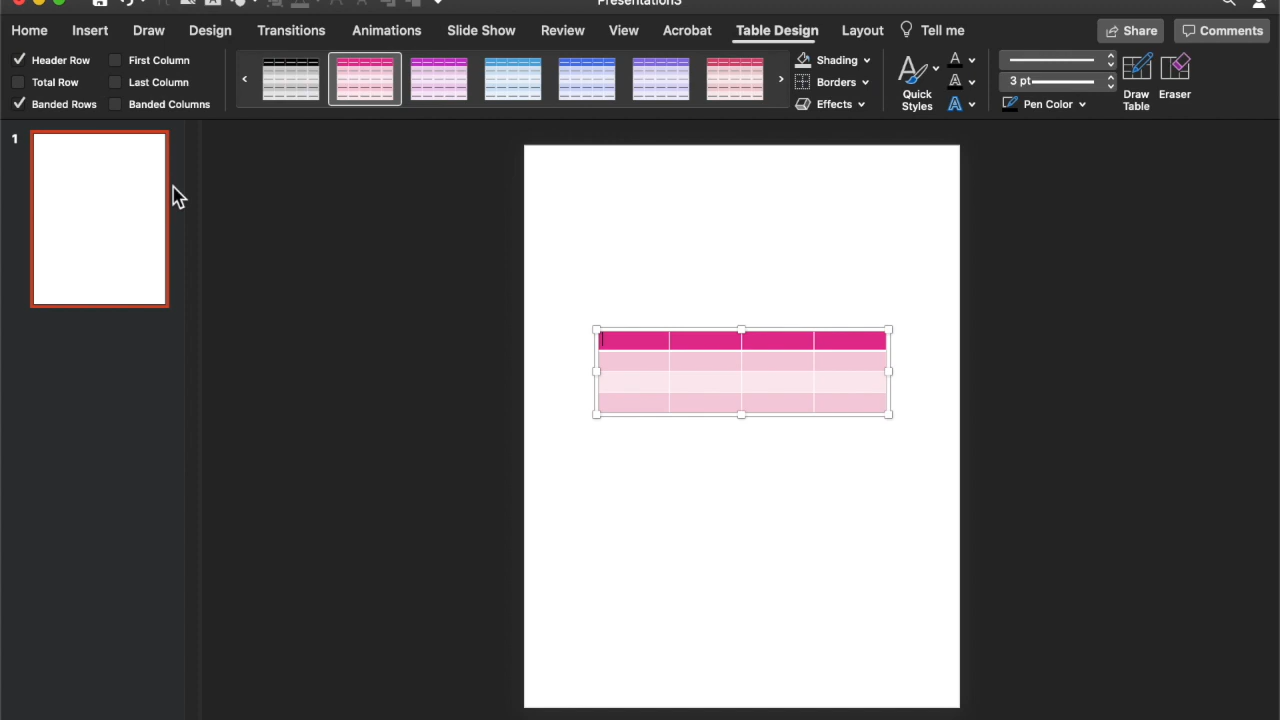 Presentation3
Home Insert Draw Design Transitions Animations Slide Show Review View Acrobat Table Design Layout Tell me Share Comments
Header Row First Column
Total Row Last Column
Banded Rows Banded Columns
Shading
Borders
Effects
Quick Styles
3 pt
Pen Color
Draw Table
Eraser
1